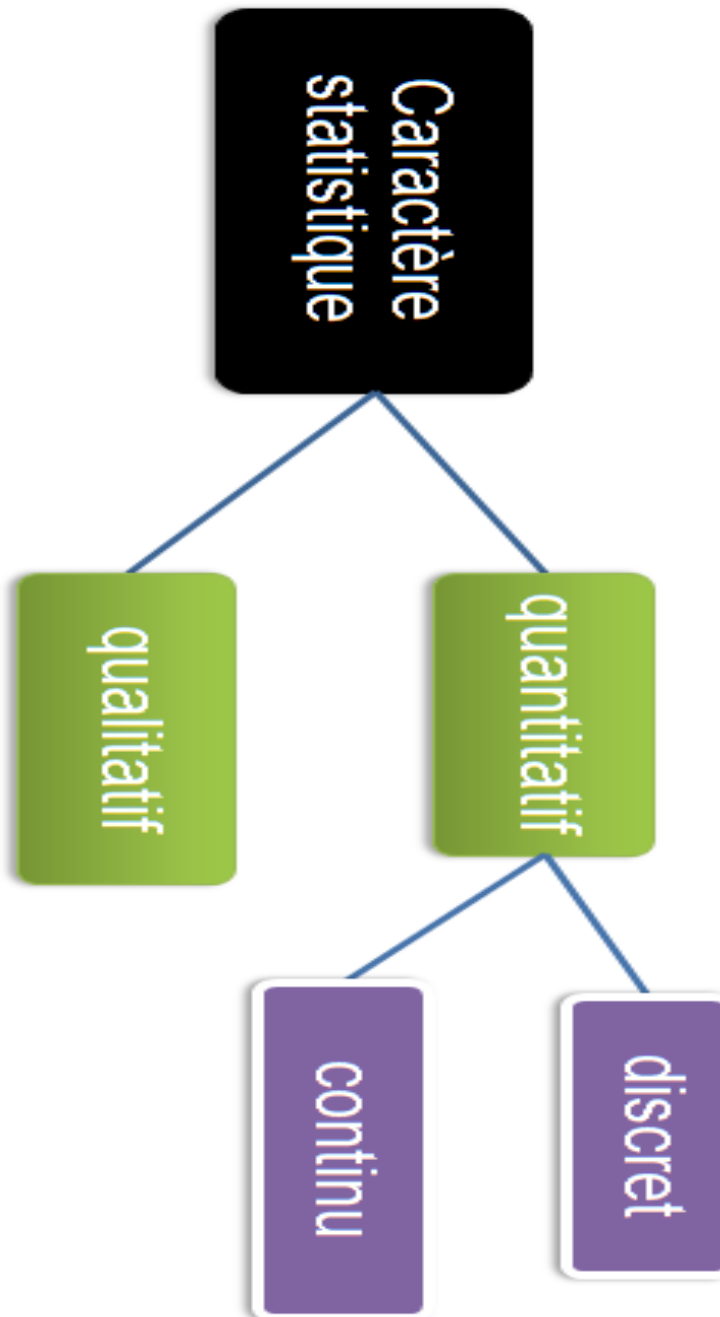 Caractère
statistique
quantitatif
qualitatif
discret
continu